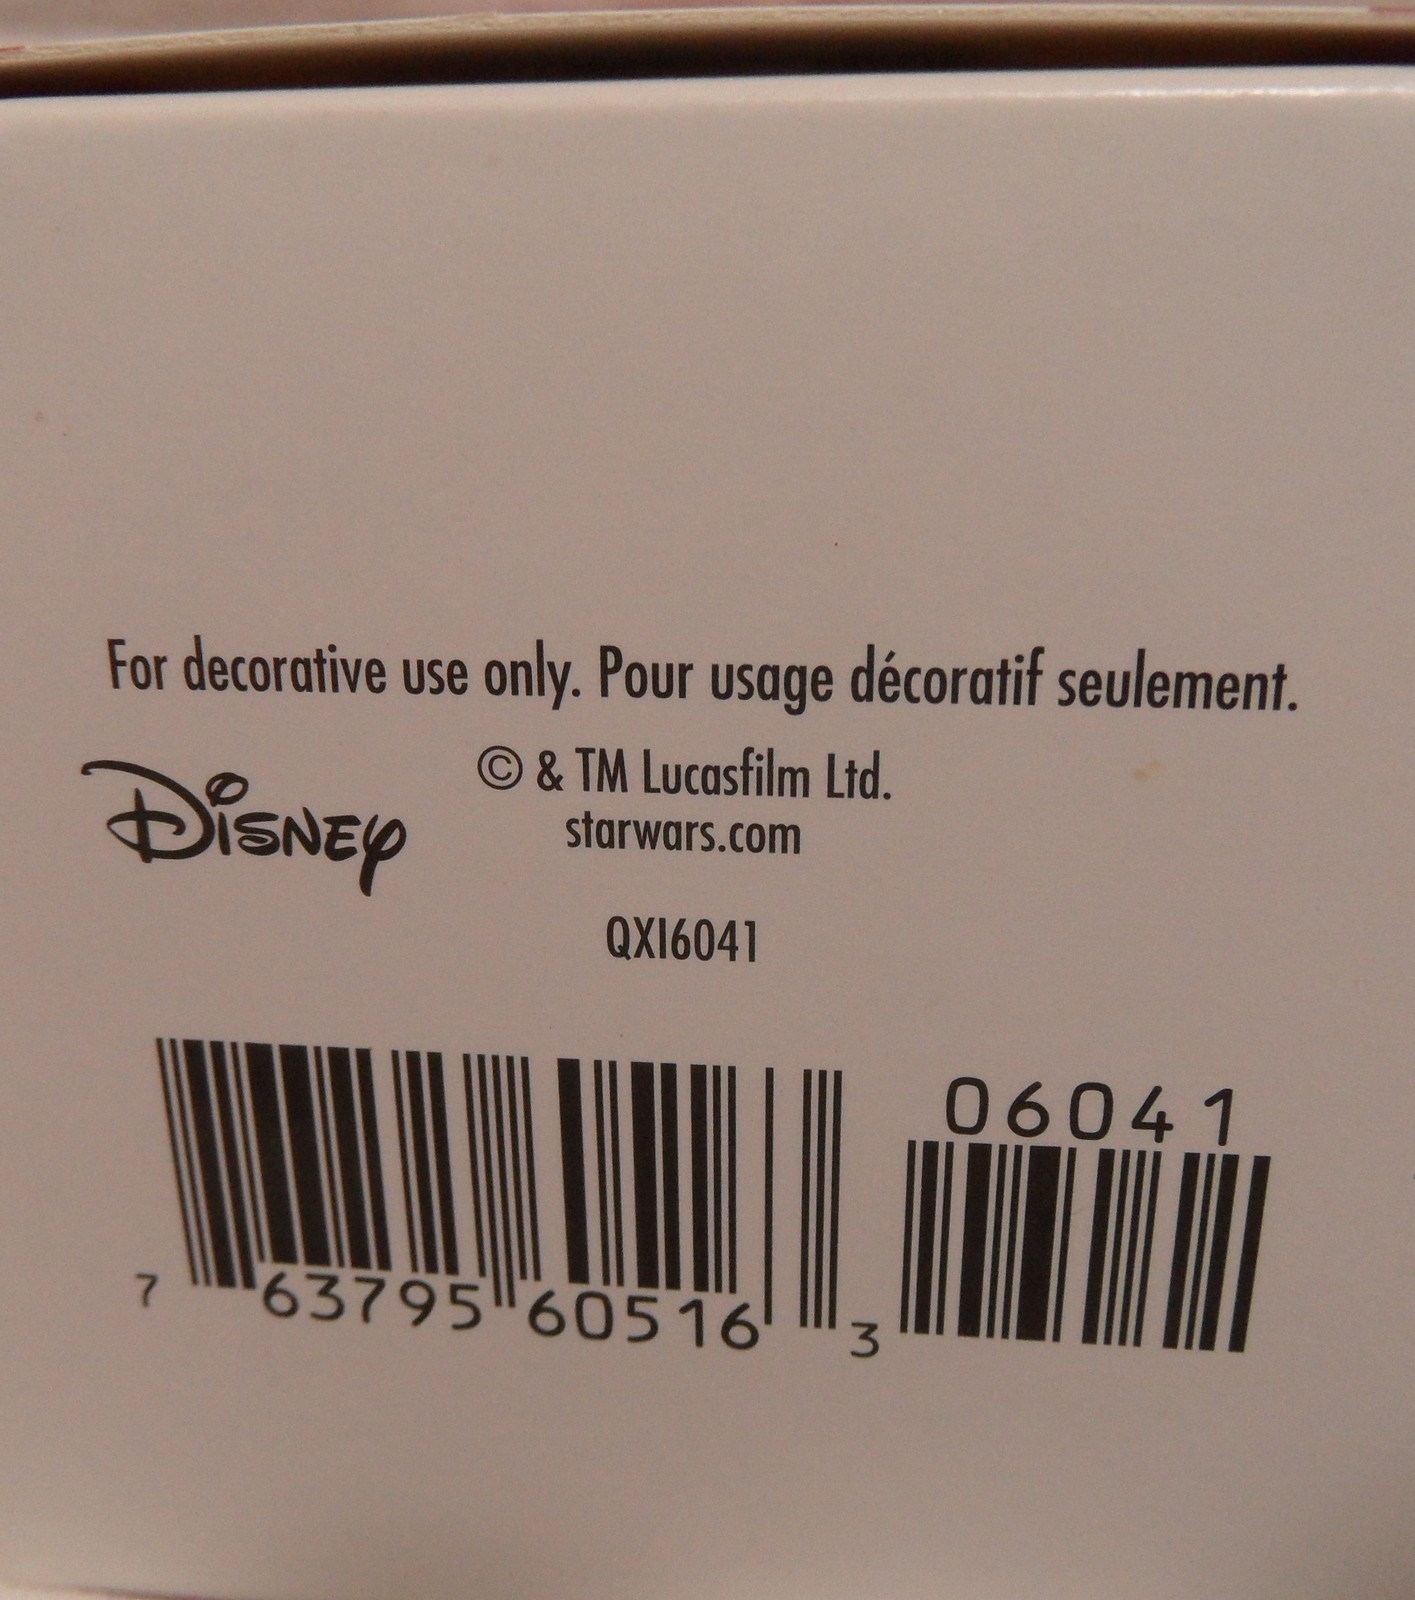 For decorative use only. Pour usage décoratif seulement.
Disney
© & TM Lucasfilm Ltd.
starwars.com
QXI6041
06041
7 63795 60516 3